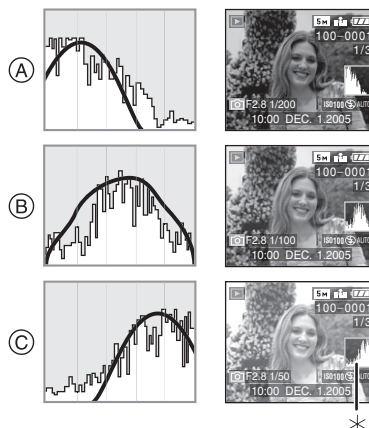 A
5M
100-0001
1/3
F2.8 1/200
ISO100
AUTO
10:00 DEC. 1.2005
B
5M
100-0001
1/3
F2.8 1/100
ISO100
10:00 DEC. 1.2005
C
5M
100-0001
1/3
F2.8 1/50
ISO100
10:00 DEC. 1.2005